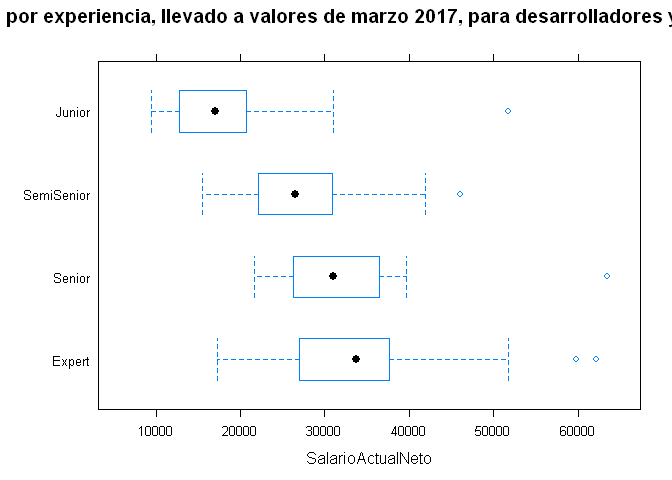 por experiencia, llevado a valores de marzo 2017, para desarrolladores y
Junior
SemiSenior
Senior
Expert
10000 20000 30000 40000 50000 60000
SalarioActualNeto